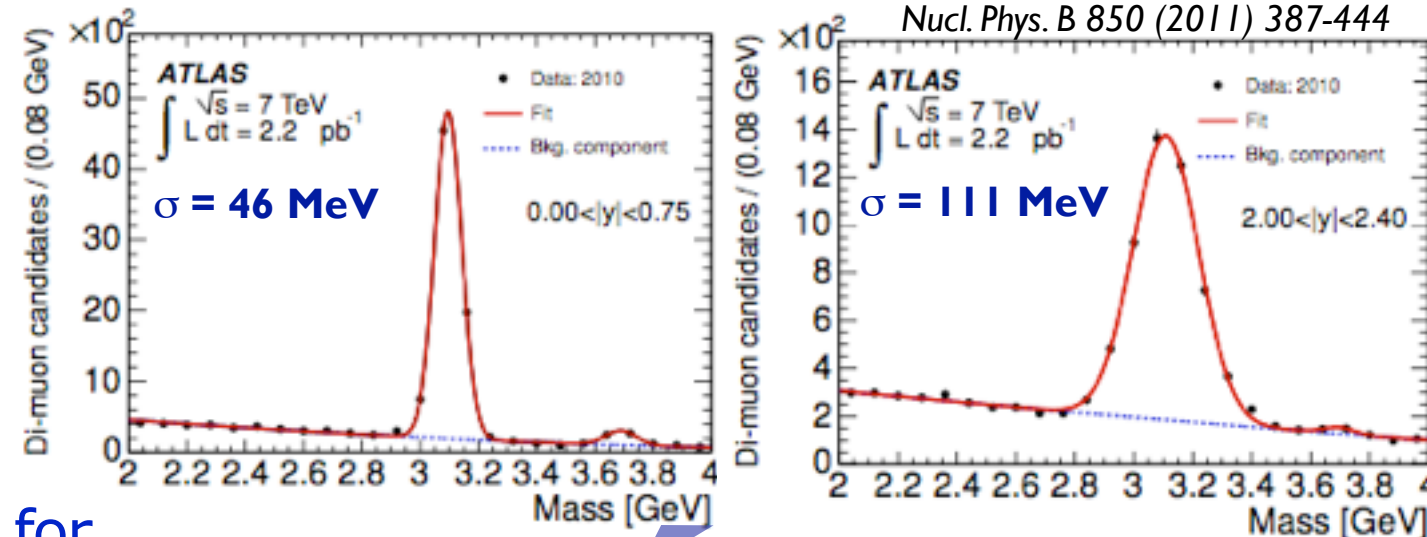 Nucl. Phys. B 850 (2011) 387-444
×10²
Di-muon candidates / (0.08 GeV)
ATLAS
∫ L dt = 2.2 pb⁻¹
√s = 7 TeV
σ = 46 MeV
Data: 2010
Fit
Bkg. component
0.00<|y|<0.75
50
40
30
20
10
0
2 2.2 2.4 2.6 2.8 3 3.2 3.4 3.6 3.8 4
Mass [GeV]
×10²
Di-muon candidates / (0.08 GeV)
ATLAS
√s = 7 TeV
∫ L dt = 2.2 pb⁻¹
σ = 111 MeV
Data: 2010
Fit
Bkg. component
2.00<|y|<2.40
16
14
12
10
8
6
4
2
0
2 2.2 2.4 2.6 2.8 3 3.2 3.4 3.6 3.8 4
Mass [GeV]
for